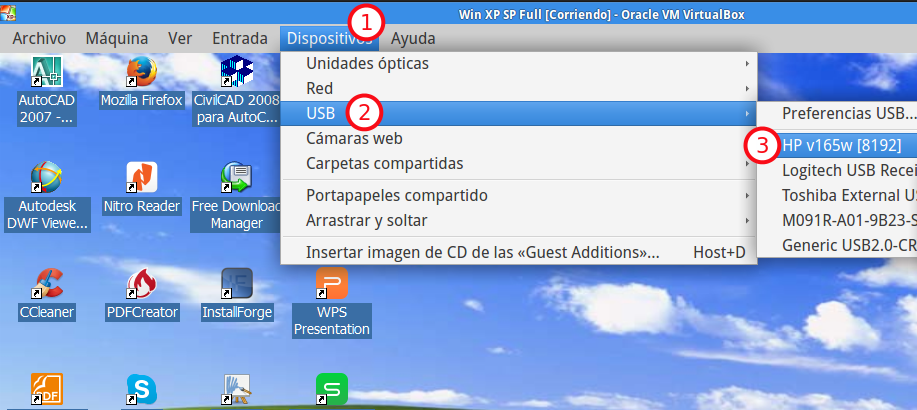 Win XP SP Full [Corriendo] - Oracle VM VirtualBox
1
Archivo Máquina Ver Entrada Dispositivos Ayuda
Unidades ópticas
Red
USB
2
Cámaras web
Carpetas compartidas
Portapapeles compartido
Arrastrar y soltar
Insertar imagen de CD de las «Guest Additions»... Host+D
Preferencias USB...
3
HP v165w [8192]
Logitech USB Recei
Toshiba External U
M091R-A01-9B23-S
Generic USB2.0-CR
AutoCAD
2007 -...
Mozilla Firefox
CivilCAD 2008
para AutoC...
Autodesk
DWF Viewe...
Nitro Reader
Free Download
Manager
CCleaner
PDFCreator
InstallForge
WPS
Presentation